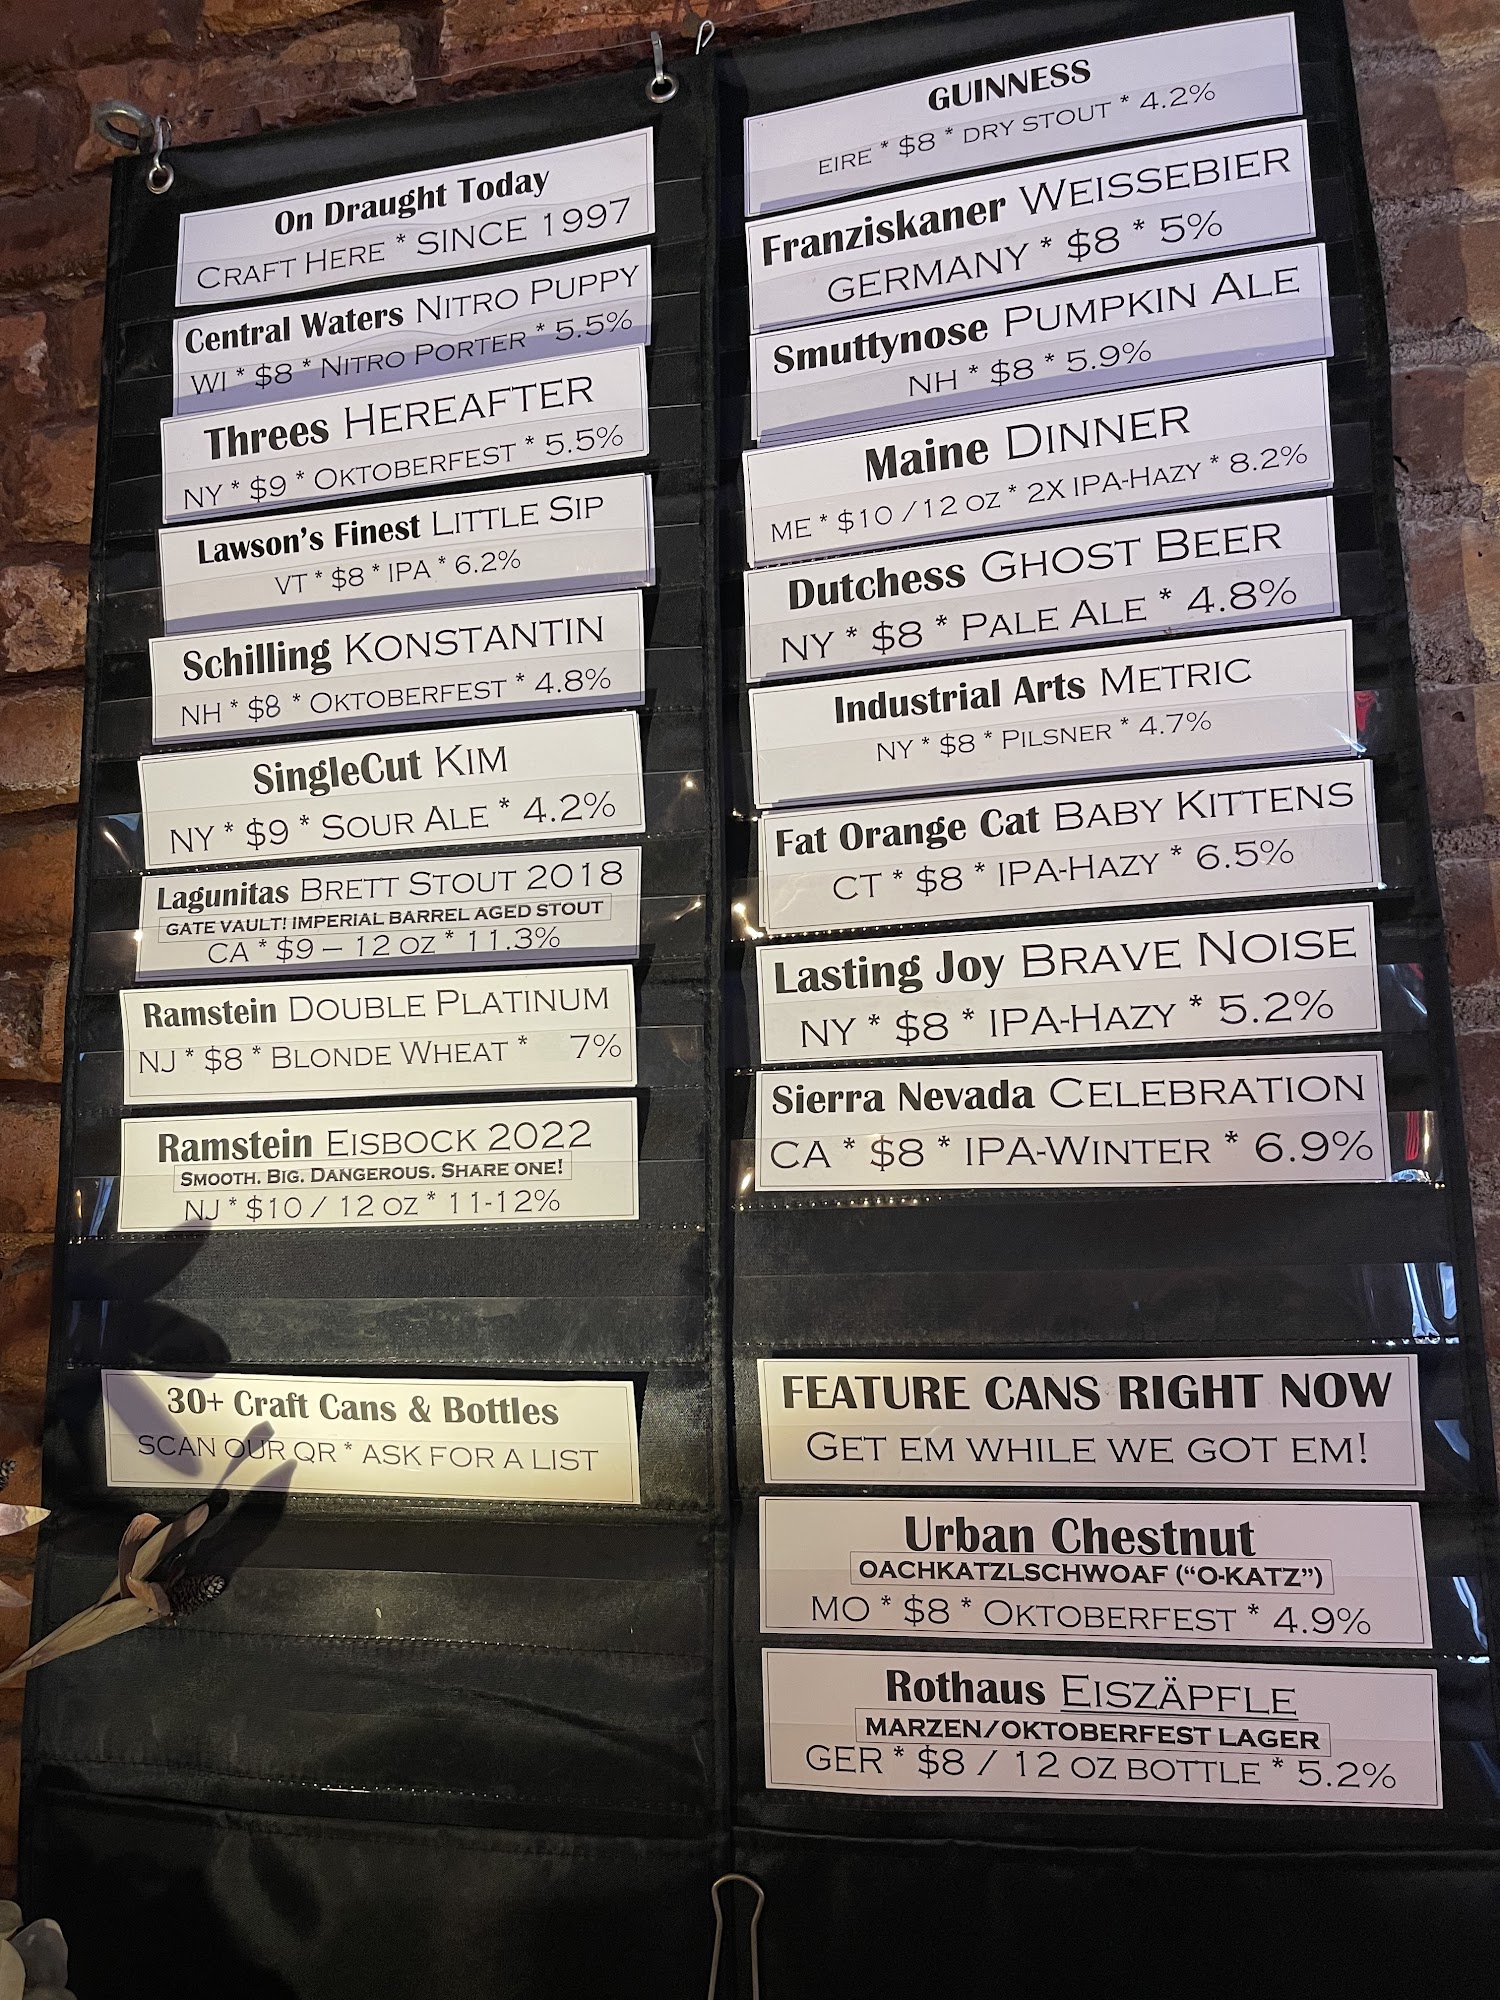 On Draught Today
CRAFT HERE * SINCE 1997
Central Waters NITRO PUPPY
WI * $8 * NITRO PORTER * 5.5%
Threes HEREAFTER
NY * $9 * OKTOBERFEST * 5.5%
Lawson's Finest LITTLE SIP
VT * $8 * IPA * 6.2%
Schilling KONSTANTIN
NH * $8 * OKTOBERFEST * 4.8%
SingleCut KIM
NY * $9 * SOUR ALE * 4.2%
Lagunitas BRETT STOUT 2018
GATE VAULT! IMPERIAL BARREL AGED STOUT
CA * $9 – 12 OZ * 11.3%
Ramstein DOUBLE PLATINUM
NJ * $8 * BLONDE WHEAT * 7%
Ramstein EISBOCK 2022
SMOOTH. BIG. DANGEROUS. SHARE ONE!
NJ * $10 / 12 OZ * 11-12%
30+ Craft Cans & Bottles
SCAN OUR QR * ASK FOR A LIST
GUINNESS
EIRE * $8 * DRY STOUT * 4.2%
Franziskaner WEISSEBIER
GERMANY * $8 * 5%
Smuttynose PUMPKIN ALE
NH * $8 * 5.9%
Maine DINNER
ME * $10 / 12 OZ * 2X IPA-HAZY * 8.2%
Dutchess GHOST BEER
NY * $8 * PALE ALE * 4.8%
Industrial Arts METRIC
NY * $8 * PILSNER * 4.7%
Fat Orange Cat BABY KITTENS
CT * $8 * IPA-HAZY * 6.5%
Lasting Joy BRAVE NOISE
NY * $8 * IPA-HAZY * 5.2%
Sierra Nevada CELEBRATION
CA * $8 * IPA-WINTER * 6.9%
FEATURE CANS RIGHT NOW
GET EM WHILE WE GOT EM!
Urban Chestnut
OACHKATZLSCHWOAF ("O-KATZ")
MO * $8 * OKTOBERFEST * 4.9%
Rothaus EISZÄPFLE
MARZEN/OKTOBERFEST LAGER
GER * $8 / 12 OZ BOTTLE * 5.2%